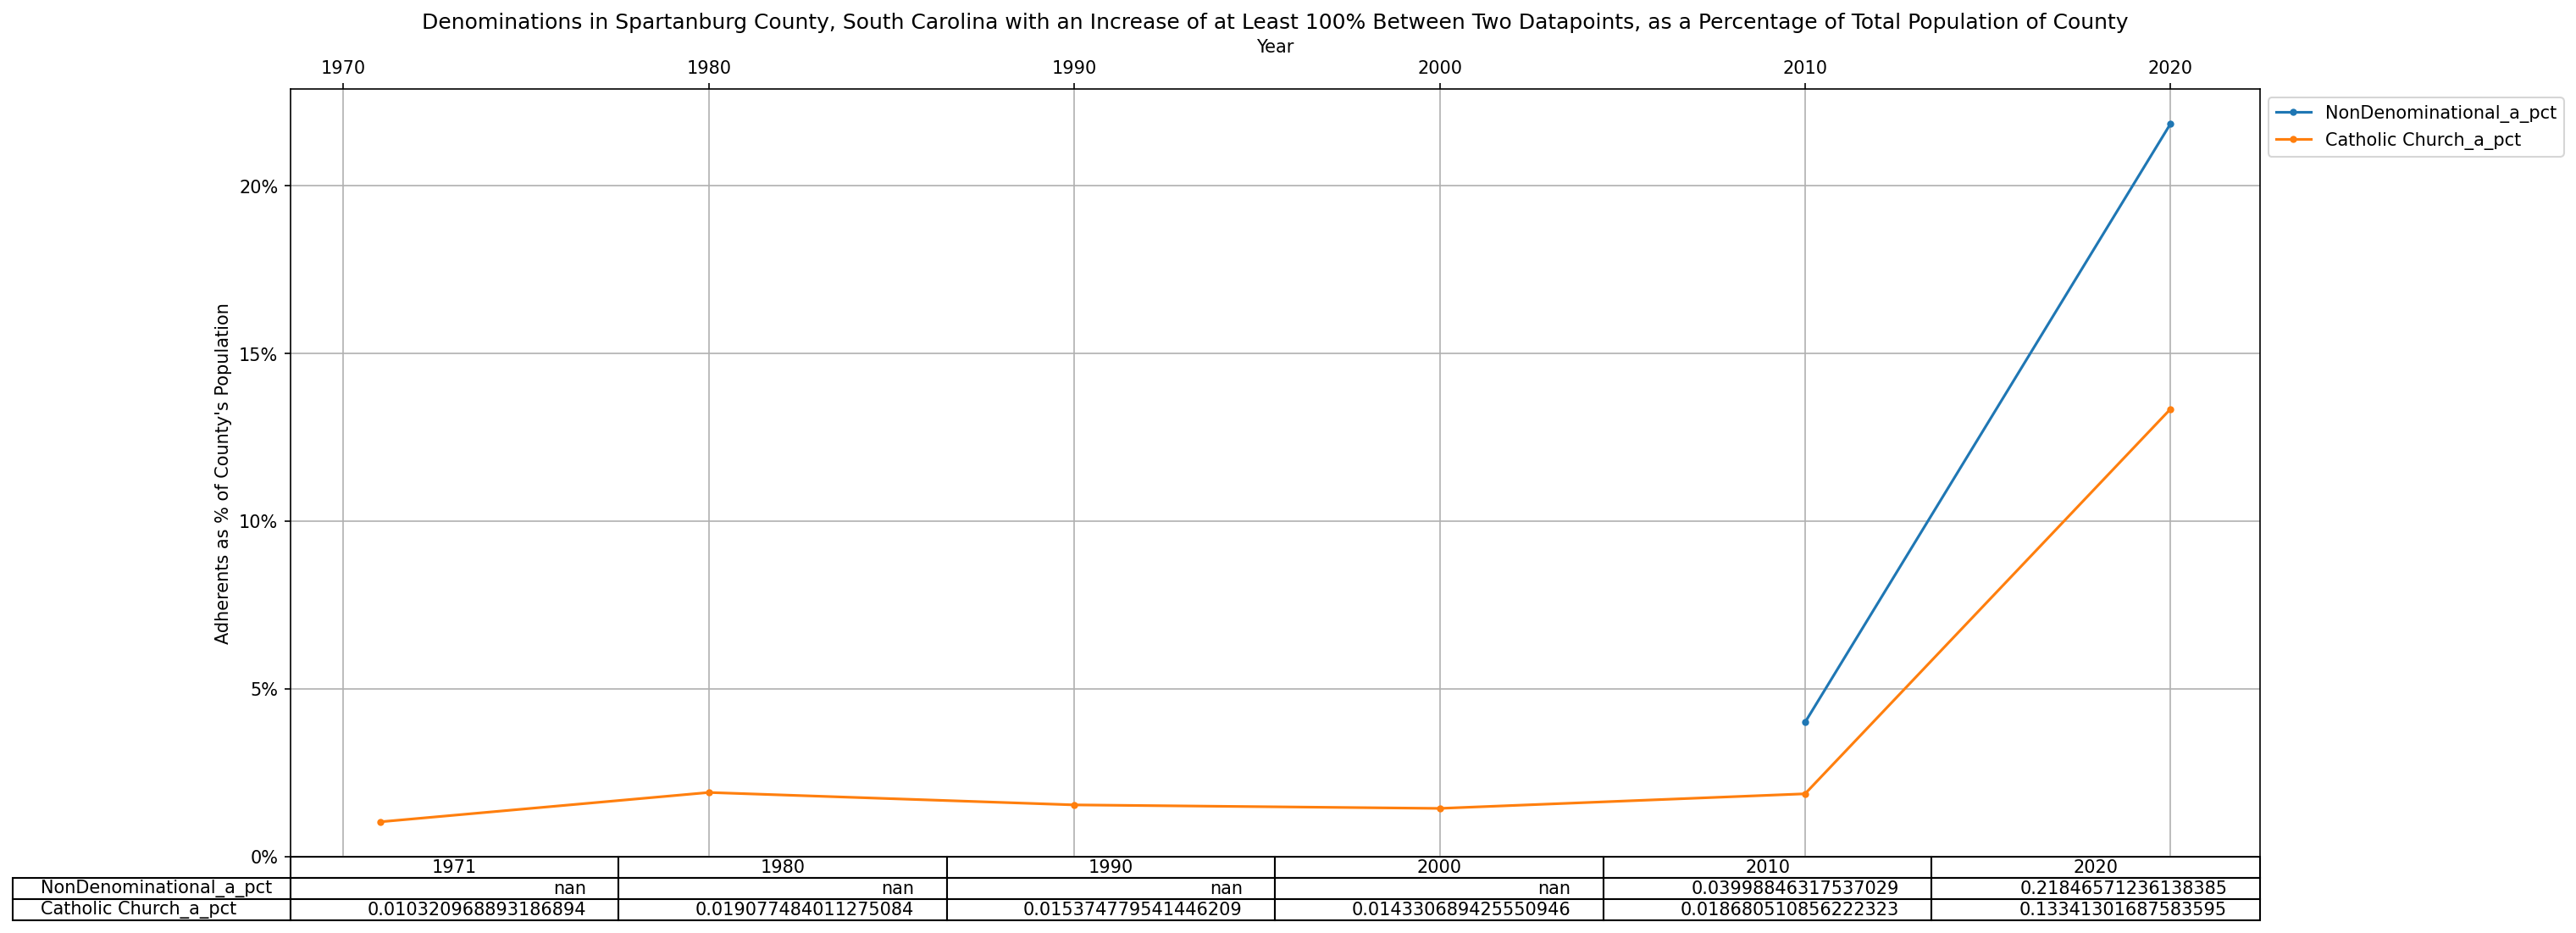 Denominations in Spartanburg County, South Carolina with an Increase of at Least 100% Between Two Datapoints, as a Percentage of Total Population of County
Year
1970 1980 1990 2000 2010 2020
NonDenominational_a_pct
Catholic Church_a_pct
Adherents as % of County's Population
20%
15%
10%
5%
0%
1971 1980 1990 2000 2010 2020
NonDenominational_a_pct nan nan nan nan 0.03998846317537029 0.21846571236138385
Catholic Church_a_pct 0.010320968893186894 0.019077484011275084 0.015374779541446209 0.014330689425550946 0.018680510856222323 0.13341301687583595